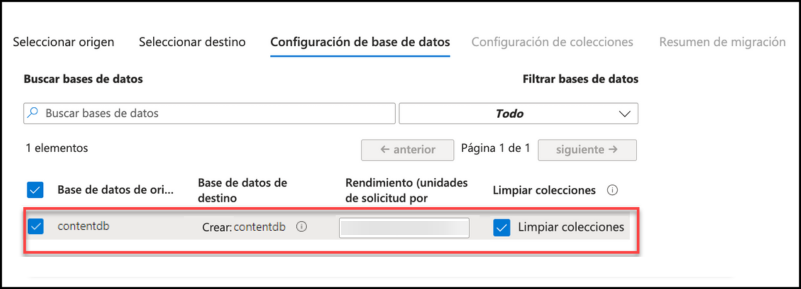 Seleccionar origen Seleccionar destino Configuración de base de datos Configuración de colecciones Resumen de migración
Buscar bases de datos Filtrar bases de datos
Buscar bases de datos Todo
1 elementos ← anterior Página 1 de 1 siguiente →
Base de datos de ori... Base de datos de destino Rendimiento (unidades de solicitud por Limpiar colecciones
contentdb Crear: contentdb Limpiar colecciones